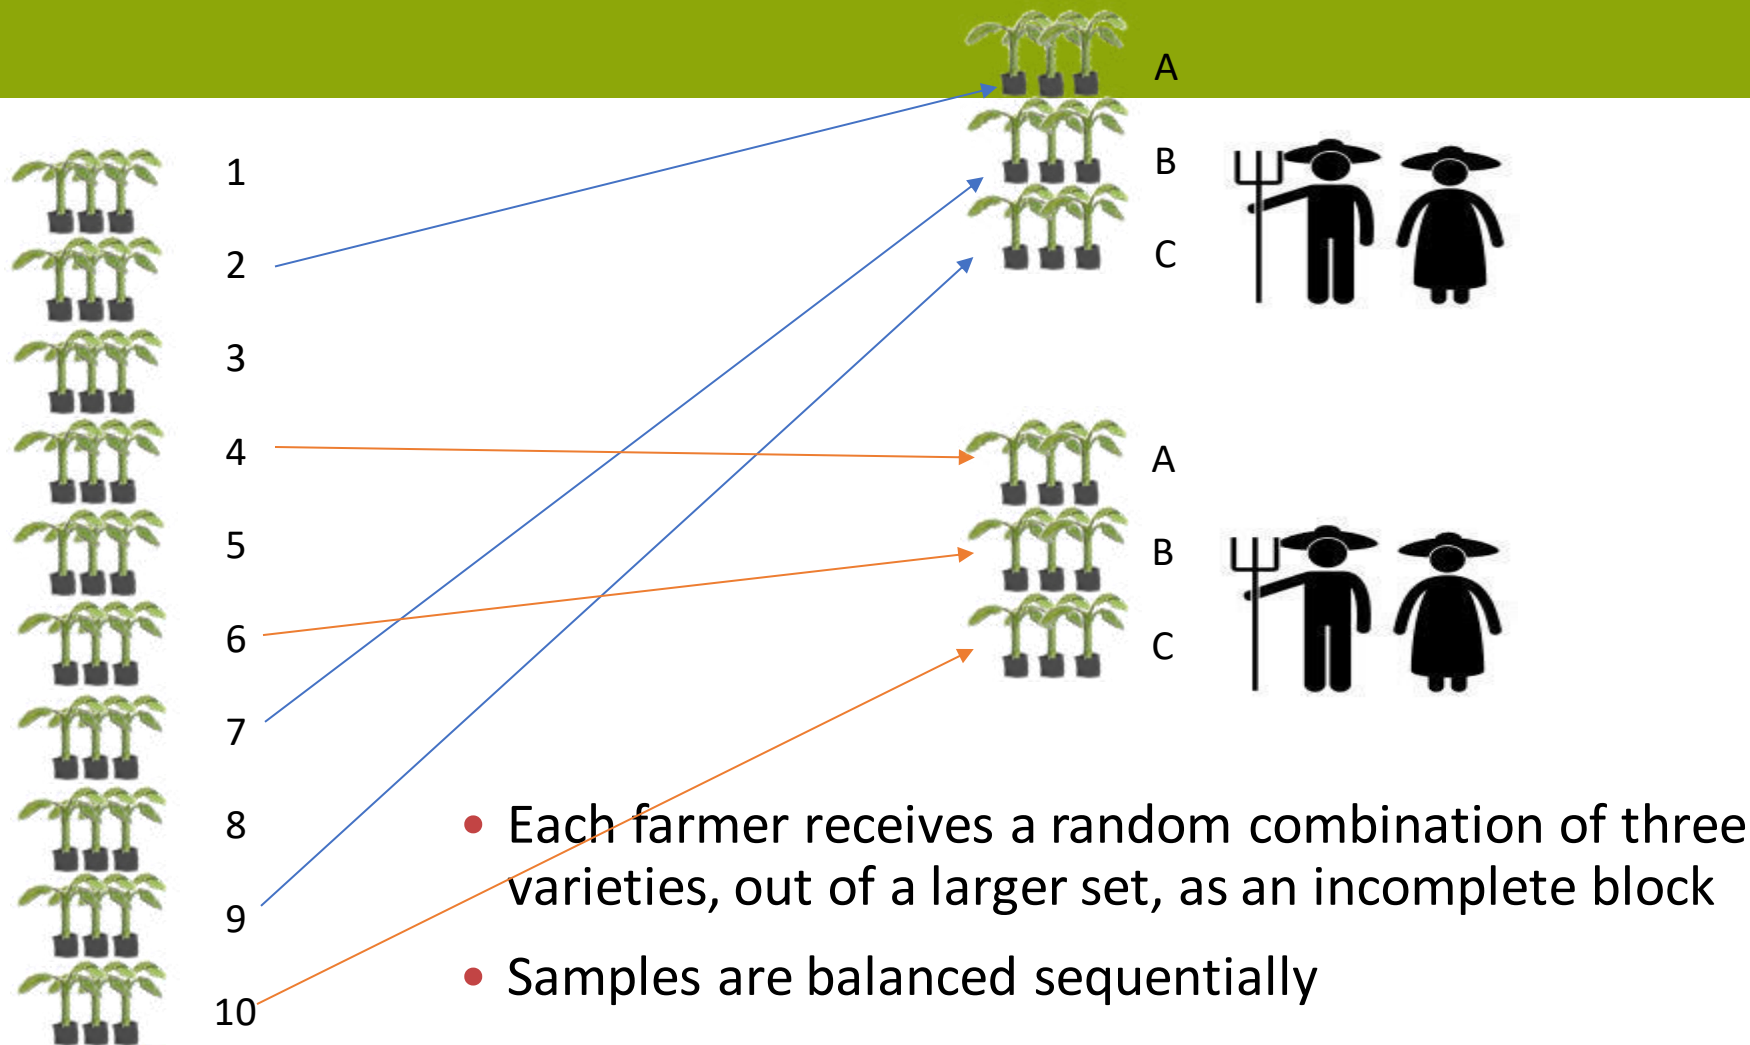 A
B
C
1
2
3
4
5
6
7
8
9
10
A
B
C
• Each farmer receives a random combination of three
varieties, out of a larger set, as an incomplete block
• Samples are balanced sequentially